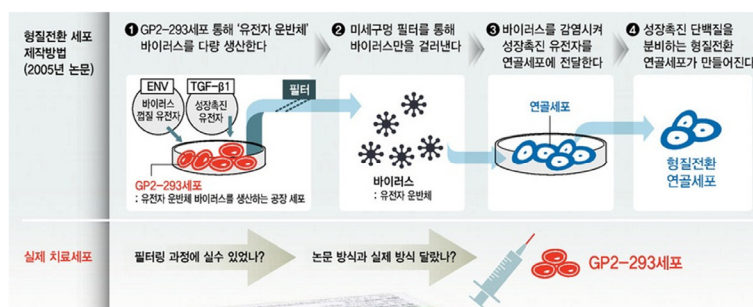 형질전환 세포
제작방법
(2005년 논문)
❶ GP2-293세포 통해 ‘유전자 운반체’
바이러스를 다량 생산한다
❷ 미세구멍 필터를 통해
바이러스만을 걸러낸다
❸ 바이러스를 감염시켜
성장촉진 유전자를
연골세포에 전달한다
❹ 성장촉진 단백질을
분비하는 형질전환
연골세포가 만들어진다
ENV
바이러스
껍질 유전자
TGF-β1
성장촉진
유전자
필터
GP2-293세포
: 유전자 운반체 바이러스를 생산하는 공장 세포
바이러스
: 유전자 운반체
연골세포
형질전환
연골세포
실제 치료세포
필터링 과정에 실수 있었나?
논문 방식과 실제 방식 달랐나?
GP2-293세포